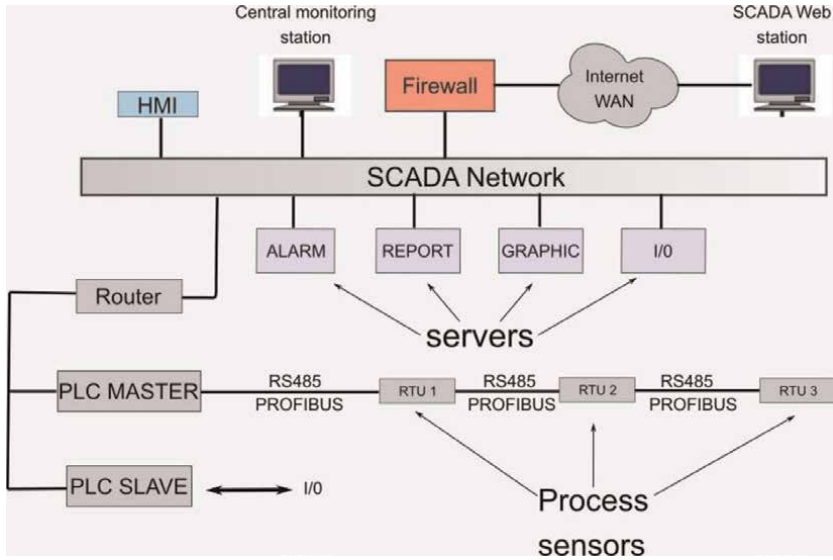 Central monitoring
station
SCADA Web
station
HMI
Firewall
Internet
WAN
SCADA Network
ALARM
REPORT
GRAPHIC
I/0
Router
servers
PLC MASTER
RS485
PROFIBUS
RTU 1
RS485
PROFIBUS
RTU 2
RS485
PROFIBUS
RTU 3
PLC SLAVE
I/0
Process
sensors